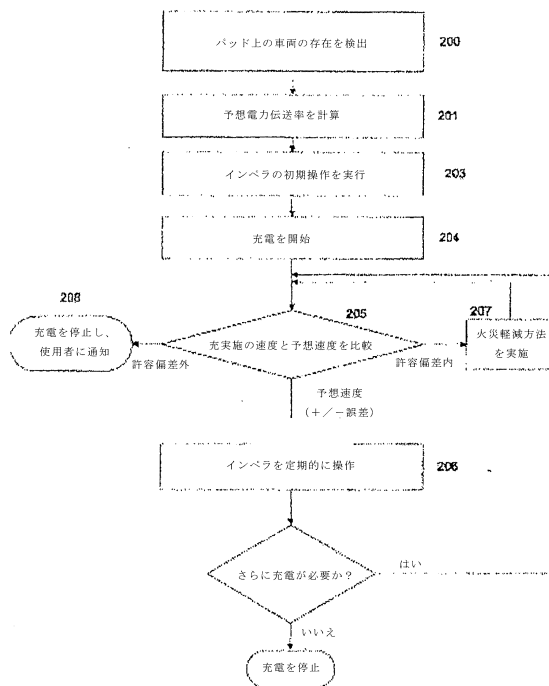 パッド上の車両の存在を検出
200
予想電力伝送率を計算
201
インペラの初期操作を実行
203
充電を開始
204
208
205
207
充電を停止し、
使用者に通知
充実施の速度と予想速度を比較
火災軽減方法
を実施
許容偏差外
許容偏差内
予想速度
(+/-誤差)
インペラを定期的に操作
206
さらに充電が必要か?
はい
いいえ
充電を停止